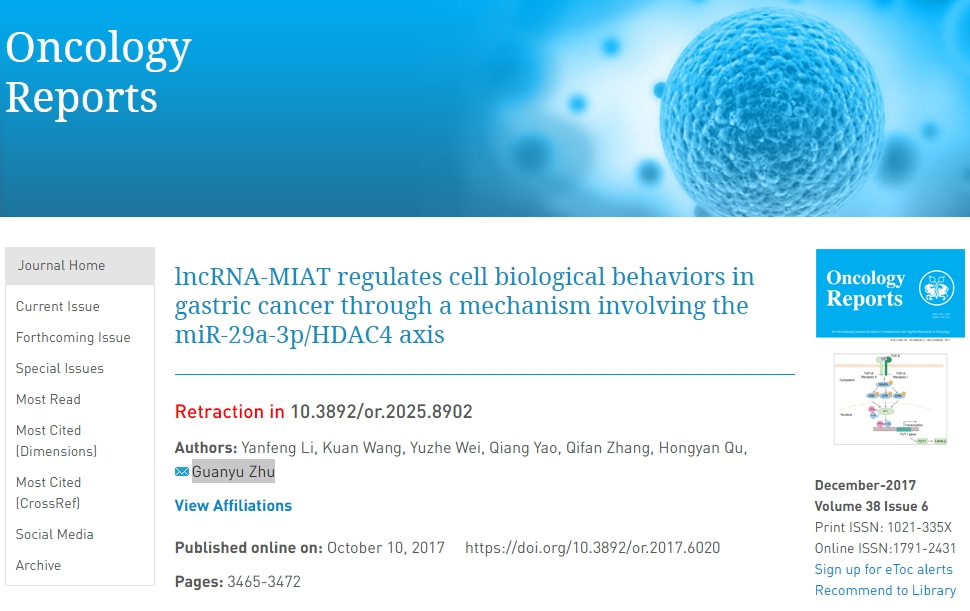 Oncology
Reports
Journal Home
Current Issue
Forthcoming Issue
Special Issues
Most Read
Most Cited
(Dimensions)
Most Cited
(CrossRef)
Social Media
Archive
lncRNA-MIAT regulates cell biological behaviors in
gastric cancer through a mechanism involving the
miR-29a-3p/HDAC4 axis
Retraction in 10.3892/or.2025.8902
Authors: Yanfeng Li, Kuan Wang, Yuzhe Wei, Qiang Yao, Qifan Zhang, Hongyan Qu,
Guanyu Zhu
View Affiliations
Published online on: October 10, 2017 https://doi.org/10.3892/or.2017.6020
Pages: 3465-3472
Oncology
Reports
December-2017
Volume 38 Issue 6
Print ISSN: 1021-335X
Online ISSN:1791-2431
Sign up for eToc alerts
Recommend to Library